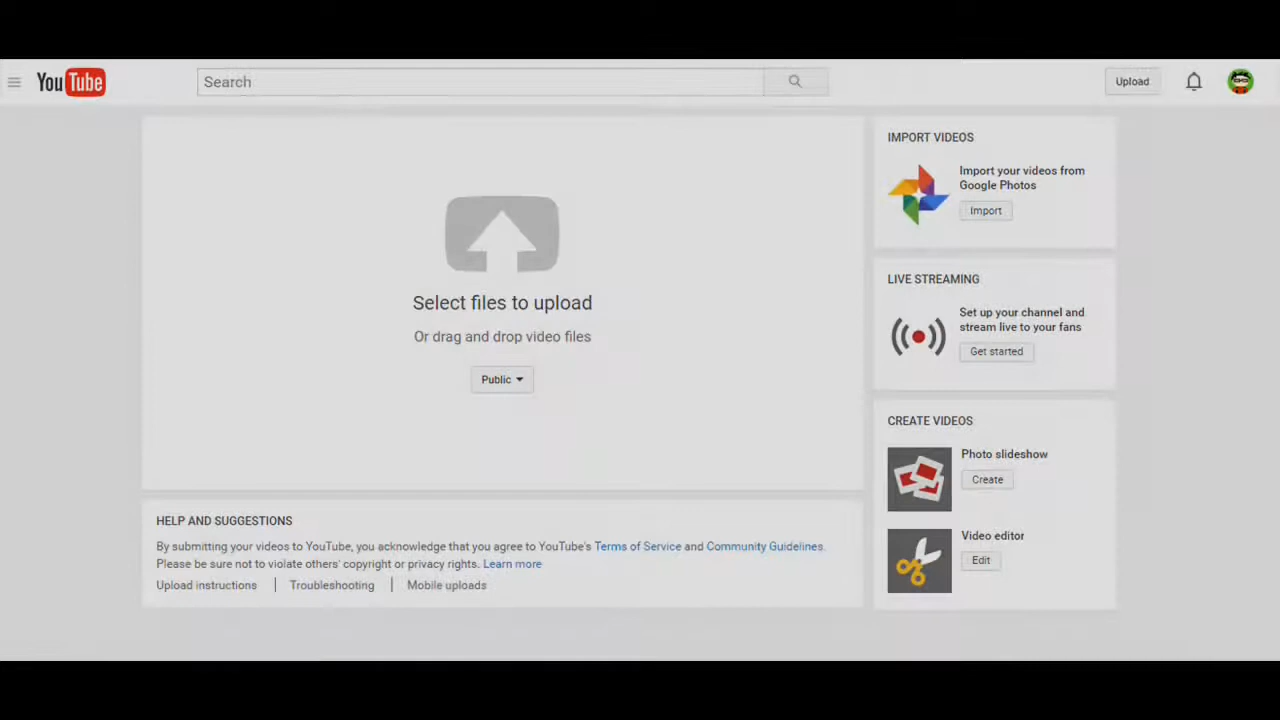 YouTube
Search
Upload
Select files to upload
Or drag and drop video files
Public
HELP AND SUGGESTIONS
By submitting your videos to YouTube, you acknowledge that you agree to YouTube's Terms of Service and Community Guidelines.
Please be sure not to violate others' copyright or privacy rights. Learn more
Upload instructions | Troubleshooting | Mobile uploads
IMPORT VIDEOS
Import your videos from
Google Photos
Import
LIVE STREAMING
Set up your channel and
stream live to your fans
Get started
CREATE VIDEOS
Photo slideshow
Create
Video editor
Edit